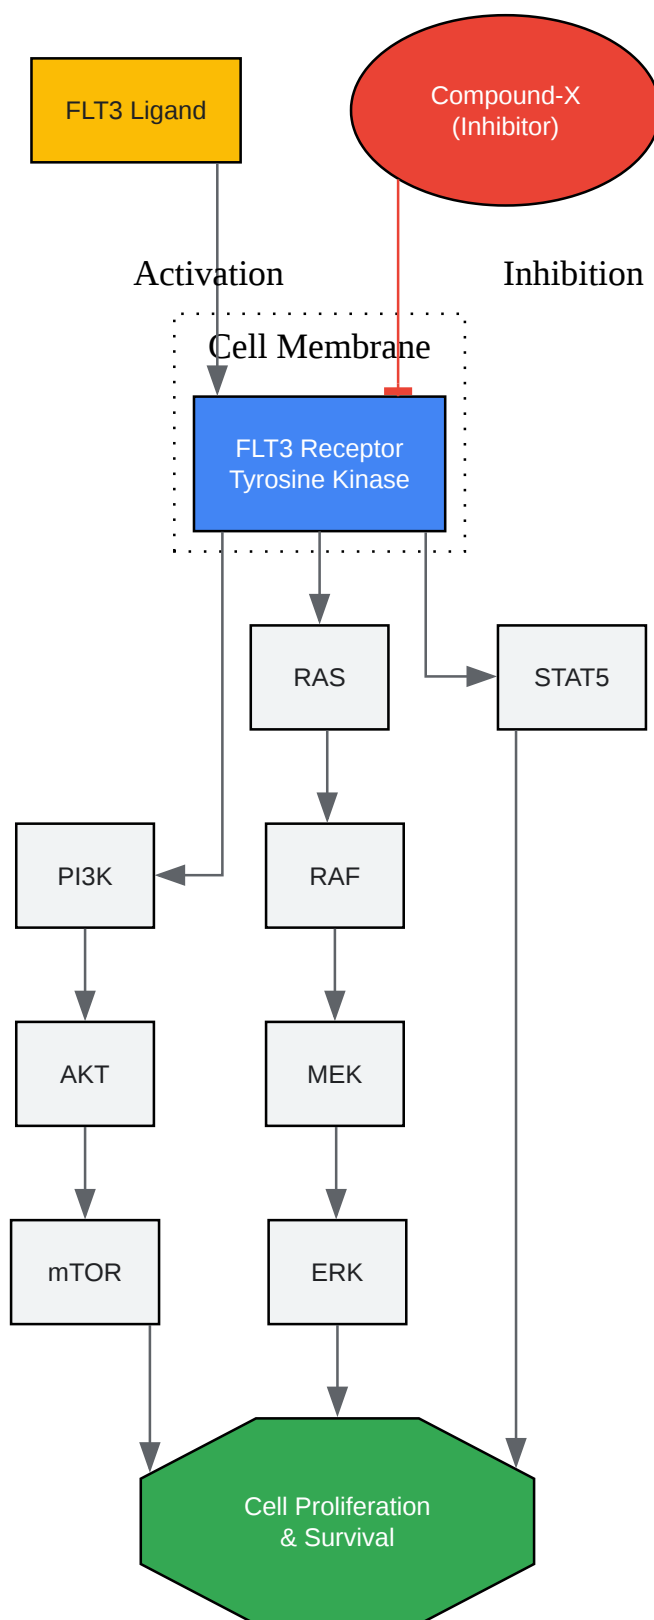 FLT3 Ligand
Compound-X
(Inhibitor)
Activation
Inhibition
Cell Membrane
FLT3 Receptor
Tyrosine Kinase
RAS
STAT5
PI3K
RAF
AKT
MEK
mTOR
ERK
Cell Proliferation
& Survival